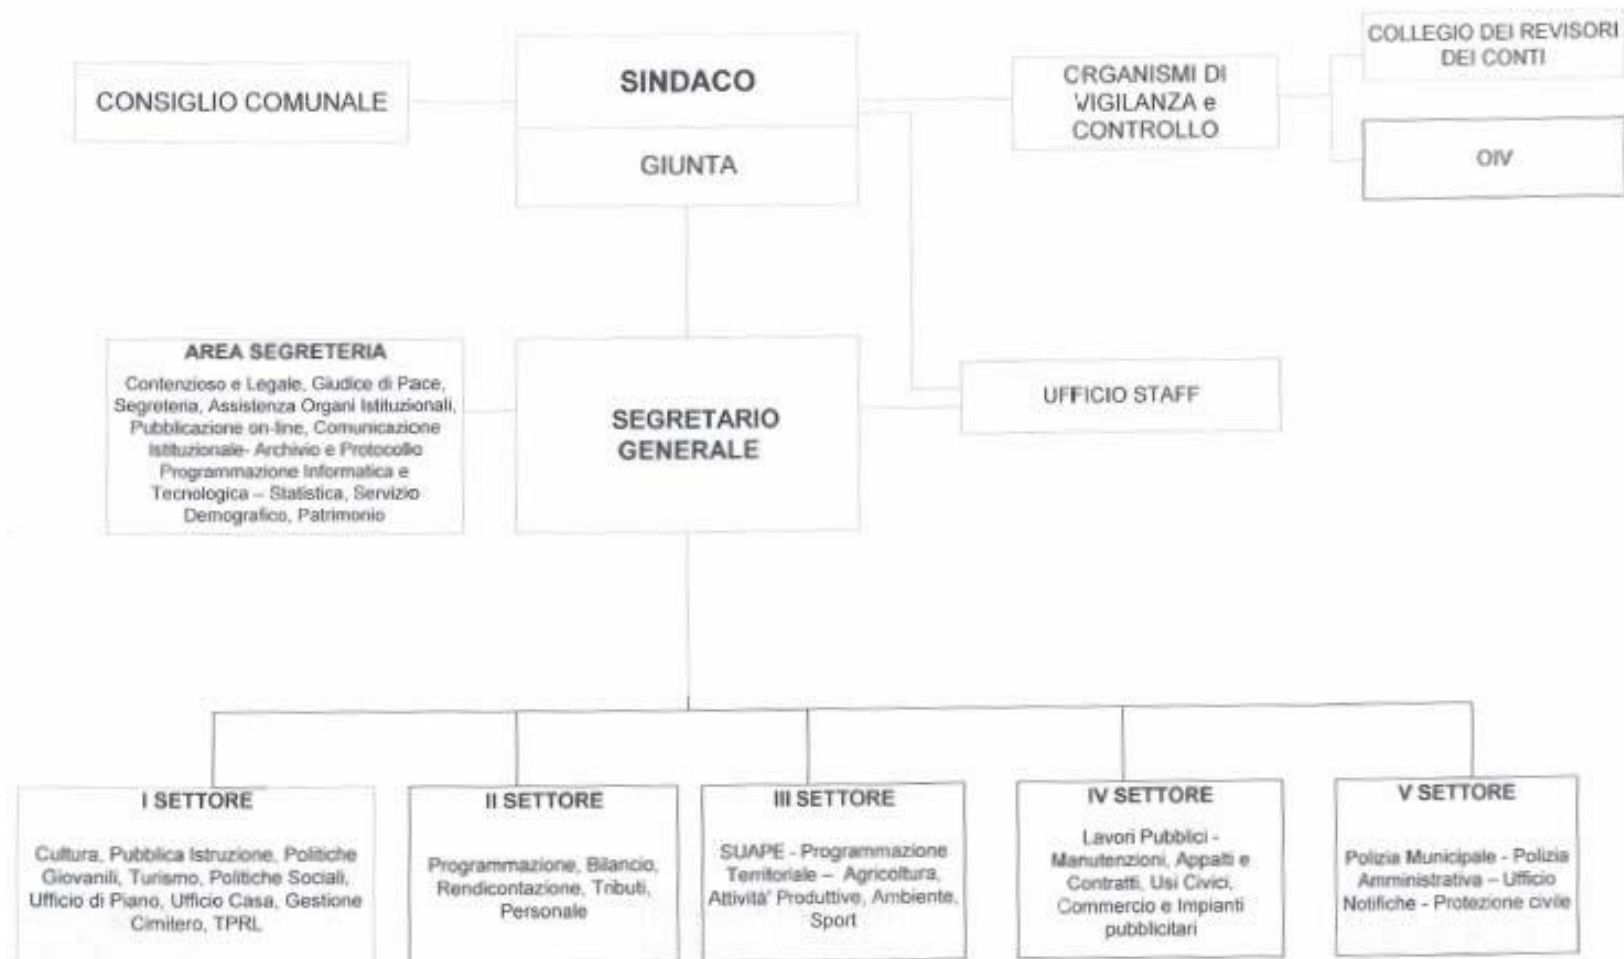 CONSIGLIO COMUNALE
SINDACO
GIUNTA
CRGANISMI DI
VIGILANZA e
CONTROLLO
COLLEGIO DEI REVISORI
DEI CONTI
OIV
AREA SEGRETERIA
Contenzioso e Legale, Giudice di Pace,
Segreteria, Assistenza Organi Istituzionali,
Pubblicazione on-line, Comunicazione
Istituzionale- Archivio e Protocollo
Programmazione Informatica e
Tecnologica – Statistica, Servizio
Demografico, Patrimonio
SEGRETARIO
GENERALE
UFFICIO STAFF
I SETTORE
Cultura, Pubblica Istruzione, Politiche
Giovanili, Turismo, Politiche Sociali,
Ufficio di Piano, Ufficio Casa, Gestione
Cimitero, TPRL
II SETTORE
Programmazione, Bilancio,
Rendicontazione, Tributi,
Personale
III SETTORE
SUAPE - Programmazione
Territoriale – Agricoltura,
Attività' Produttive, Ambiente,
Sport
IV SETTORE
Lavori Pubblici -
Manutenzioni, Appalti e
Contratti, Usi Civici,
Commercio e Impianti
pubblicitari
V SETTORE
Polizia Municipale - Polizia
Amministrativa – Ufficio
Notifiche - Protezione civile